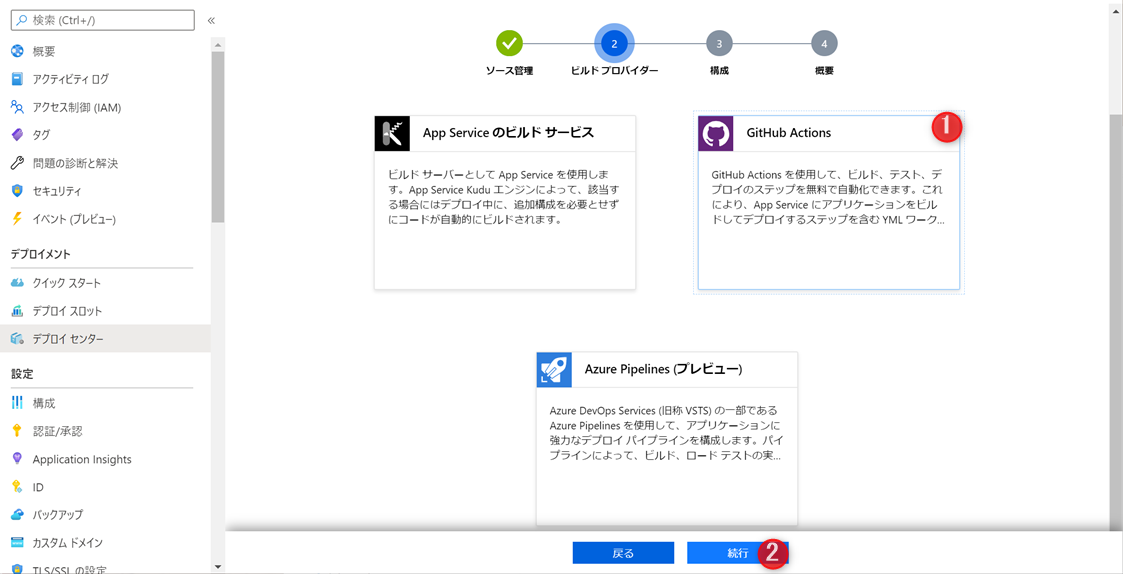 検索 (Ctrl+/)
«
概要
アクティビティ ログ
アクセス制御 (IAM)
タグ
問題の診断と解決
セキュリティ
イベント (プレビュー)
デプロイメント
クイック スタート
デプロイ スロット
デプロイ センター
設定
構成
認証/承認
Application Insights
ID
バックアップ
カスタム ドメイン
TLS/SSL の設定
2
3
4
ソース管理
ビルド プロバイダー
構成
概要
App Service のビルド サービス
ビルド サーバーとして App Service を使用しま
す。App Service Kudu エンジンによって、該当す
る場合にはデプロイ中に、追加構成を必要とせず
にコードが自動的にビルドされます。
GitHub Actions
1
GitHub Actions を使用して、ビルド、テスト、デ
プロイのステップを無料で自動化できます。これ
により、App Service にアプリケーションをビル
ドしてデプロイするステップを含む YML ワーク...
Azure Pipelines (プレビュー)
Azure DevOps Services (旧称 VSTS) の一部である
Azure Pipelines を使用して、アプリケーションに
強力なデプロイ パイプラインを構成します。パイ
プラインによって、ビルド、ロード テストの実...
戻る
続行
2